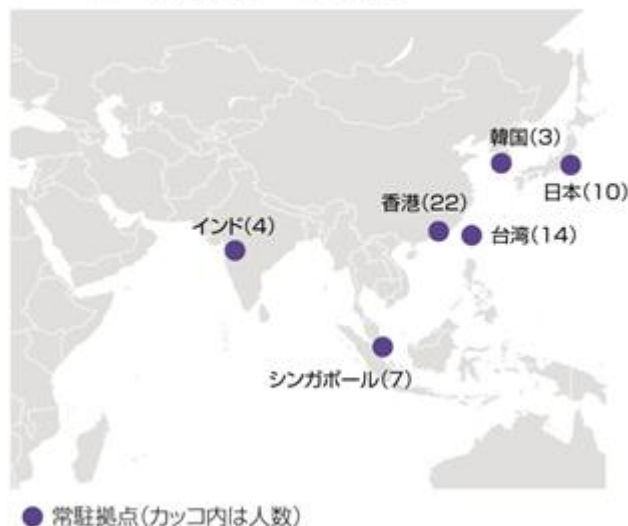 韓国(3)
日本(10)
香港(22)
台湾(14)
インド(4)
シンガポール(7)
常駐拠点(カッコ内は人数)